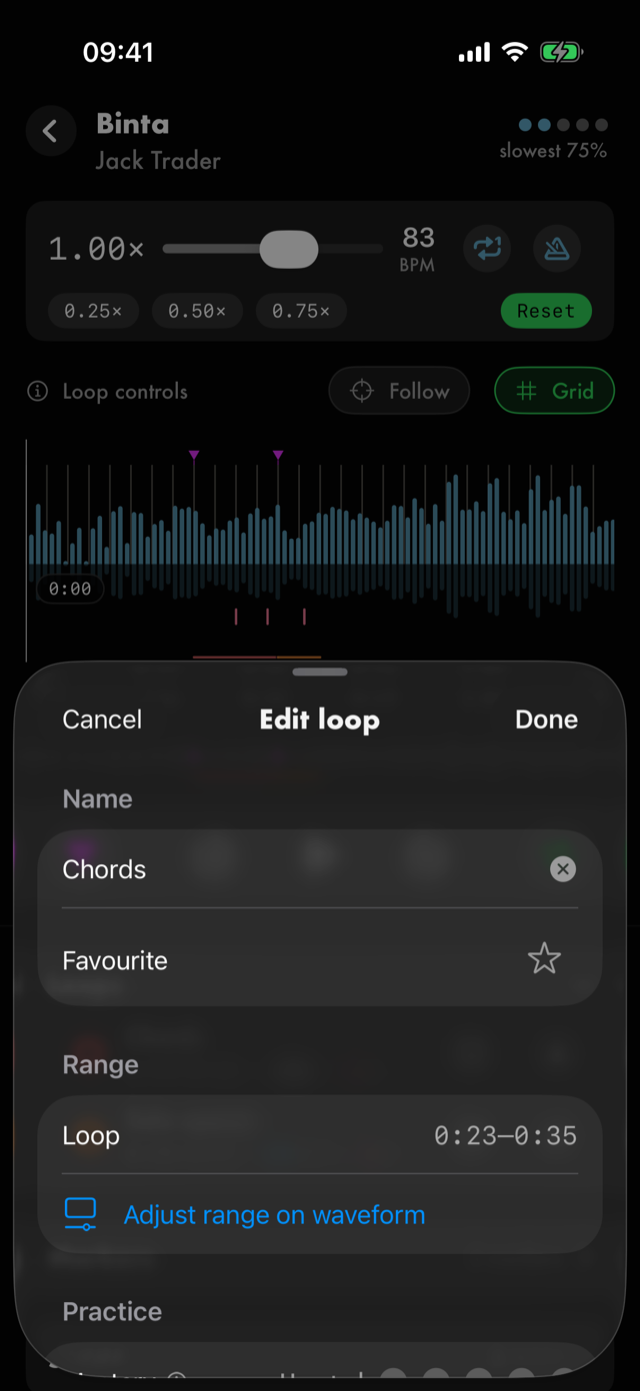 09:41
Binta
Jack Trader
slowest 75%
1.00×
83
BPM
0.25×
0.50×
0.75×
Reset
Loop controls
Follow
Grid
0:00
Cancel
Edit loop
Done
Name
Chords
Favourite
Range
Loop
0:23–0:35
Adjust range on waveform
Practice